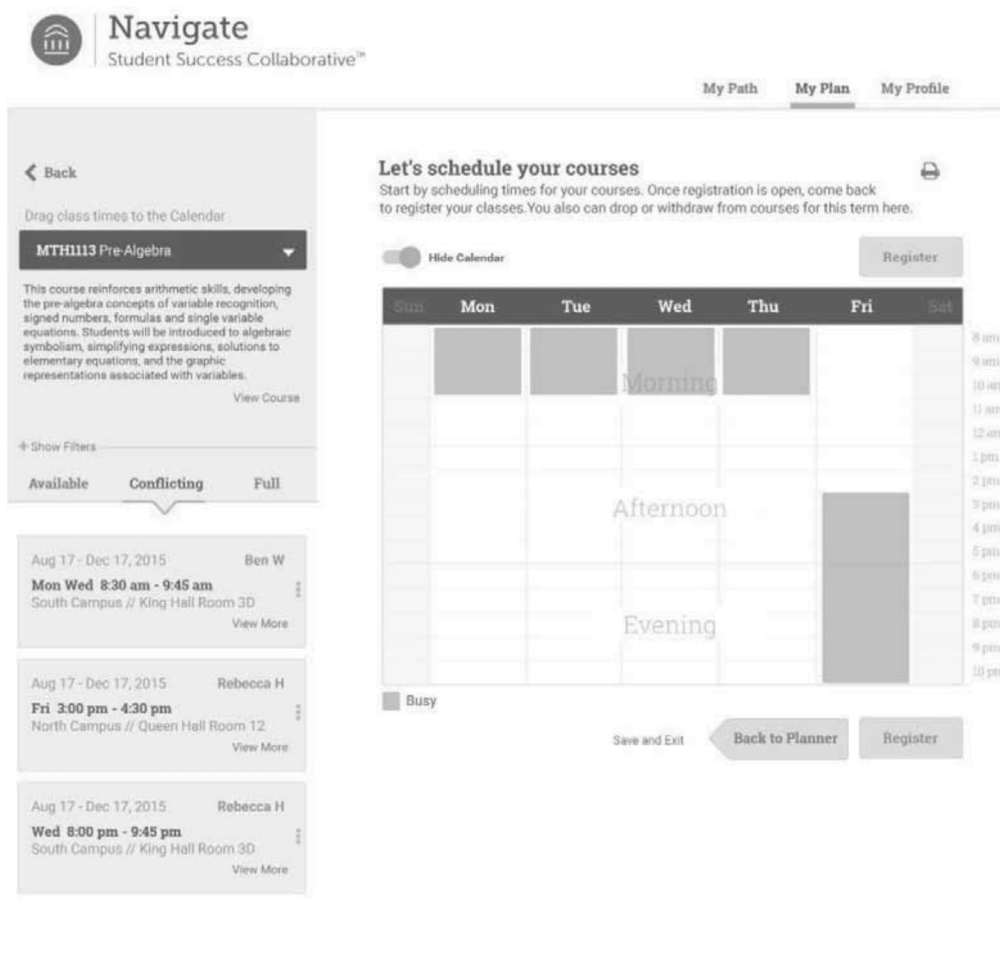 Navigate
Student Success Collaborative™
My Path My Plan My Profile
Back
Drag class times to the Calendar
MTH1113 Pre-Algebra
This course reinforces arithmetic skills, developing
the pre-algebra concepts of variable recognition,
signed numbers, formulas and single variable
equations. Students will be introduced to algebraic
symbolism, simplifying expressions, solutions to
elementary equations, and the graphic
representations associated with variables.
View Course
+ Show Filters
Available Conflicting Full
Aug 17 - Dec 17, 2015 Ben W
Mon Wed 8:30 am - 9:45 am
South Campus // King Hall Room 3D
View More
Aug 17 - Dec 17, 2015 Rebecca H
Fri 3:00 pm - 4:30 pm
North Campus // Queen Hall Room 12
View More
Aug 17 - Dec 17, 2015 Rebecca H
Wed 8:00 pm - 9:45 pm
South Campus // King Hall Room 3D
View More
Let's schedule your courses
Start by scheduling times for your courses. Once registration is open, come back
to register your classes.You also can drop or withdraw from courses for this term here.
Hide Calendar
Register
Sun Mon Tue Wed Thu Fri Sat
8 am
9 am
10 am
11 am
12 am
1 pm
2 pm
3 pm
4 pm
5 pm
6 pm
7 pm
8 pm
9 pm
10 pm
Morning
Afternoon
Evening
Busy
Save and Exit
Back to Planner
Register